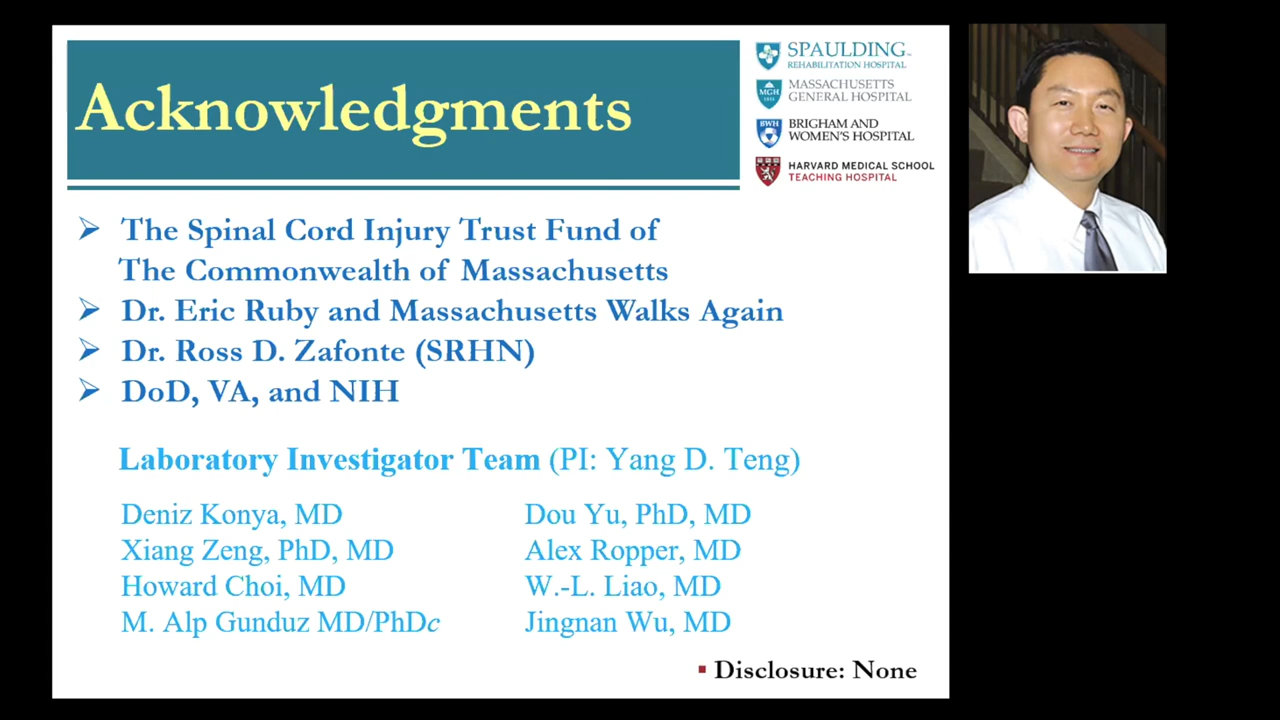 Acknowledgments
SPAULDING
REHABILITATION HOSPITAL
MGH
1811
MASSACHUSETTS
GENERAL HOSPITAL
BWH
BRIGHAM AND
WOMEN'S HOSPITAL
HARVARD MEDICAL SCHOOL
TEACHING HOSPITAL
The Spinal Cord Injury Trust Fund of
The Commonwealth of Massachusetts
Dr. Eric Ruby and Massachusetts Walks Again
Dr. Ross D. Zafonte (SRHN)
DoD, VA, and NIH
Laboratory Investigator Team (PI: Yang D. Teng)
Deniz Konya, MD
Dou Yu, PhD, MD
Xiang Zeng, PhD, MD
Alex Ropper, MD
Howard Choi, MD
W.-L. Liao, MD
M. Alp Gunduz MD/PhDc
Jingnan Wu, MD
Disclosure: None